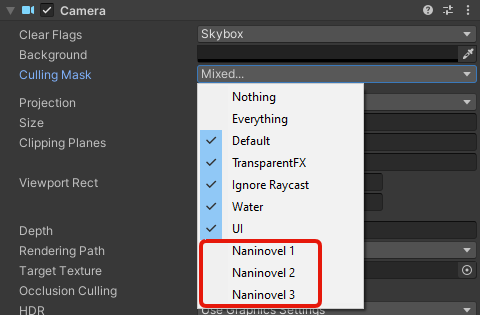 Camera
Clear Flags Skybox
Background
Culling Mask Mixed...
Nothing
Projection
Everything
Size
Default
Clipping Planes
TransparentFX
Ignore Raycast
Viewport Rect
Water
UI
Depth
Naninovel 1
Rendering Path
Naninovel 2
Target Texture
Naninovel 3
Occlusion Culling
HDR Use Graphics Settings